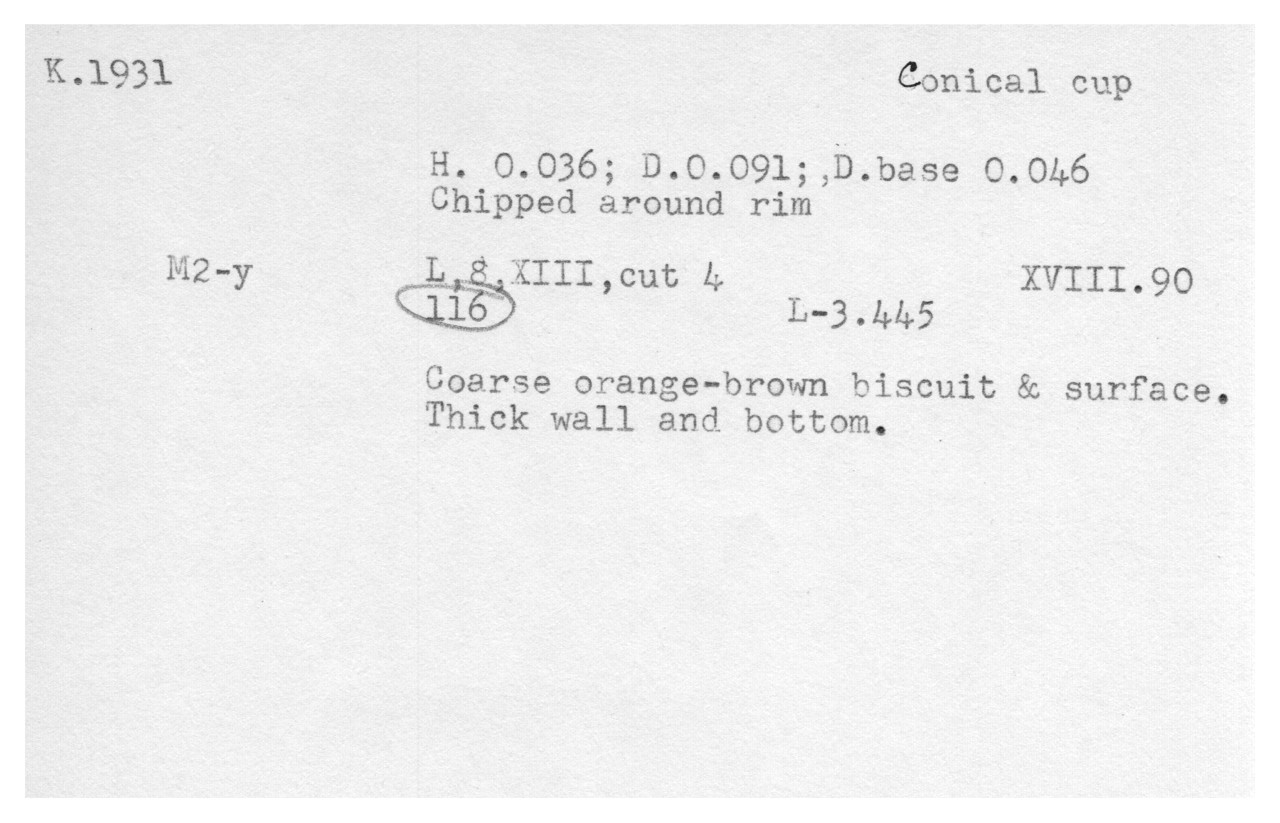 K.1931
Conical cup
H. 0.036; D.0.091;,D.base 0.046
Chipped around rim
M2-y
L,8,XIII,cut 4
XVIII.90
116
L-3.445
Coarse orange-brown biscuit & surface.
Thick wall and bottom.